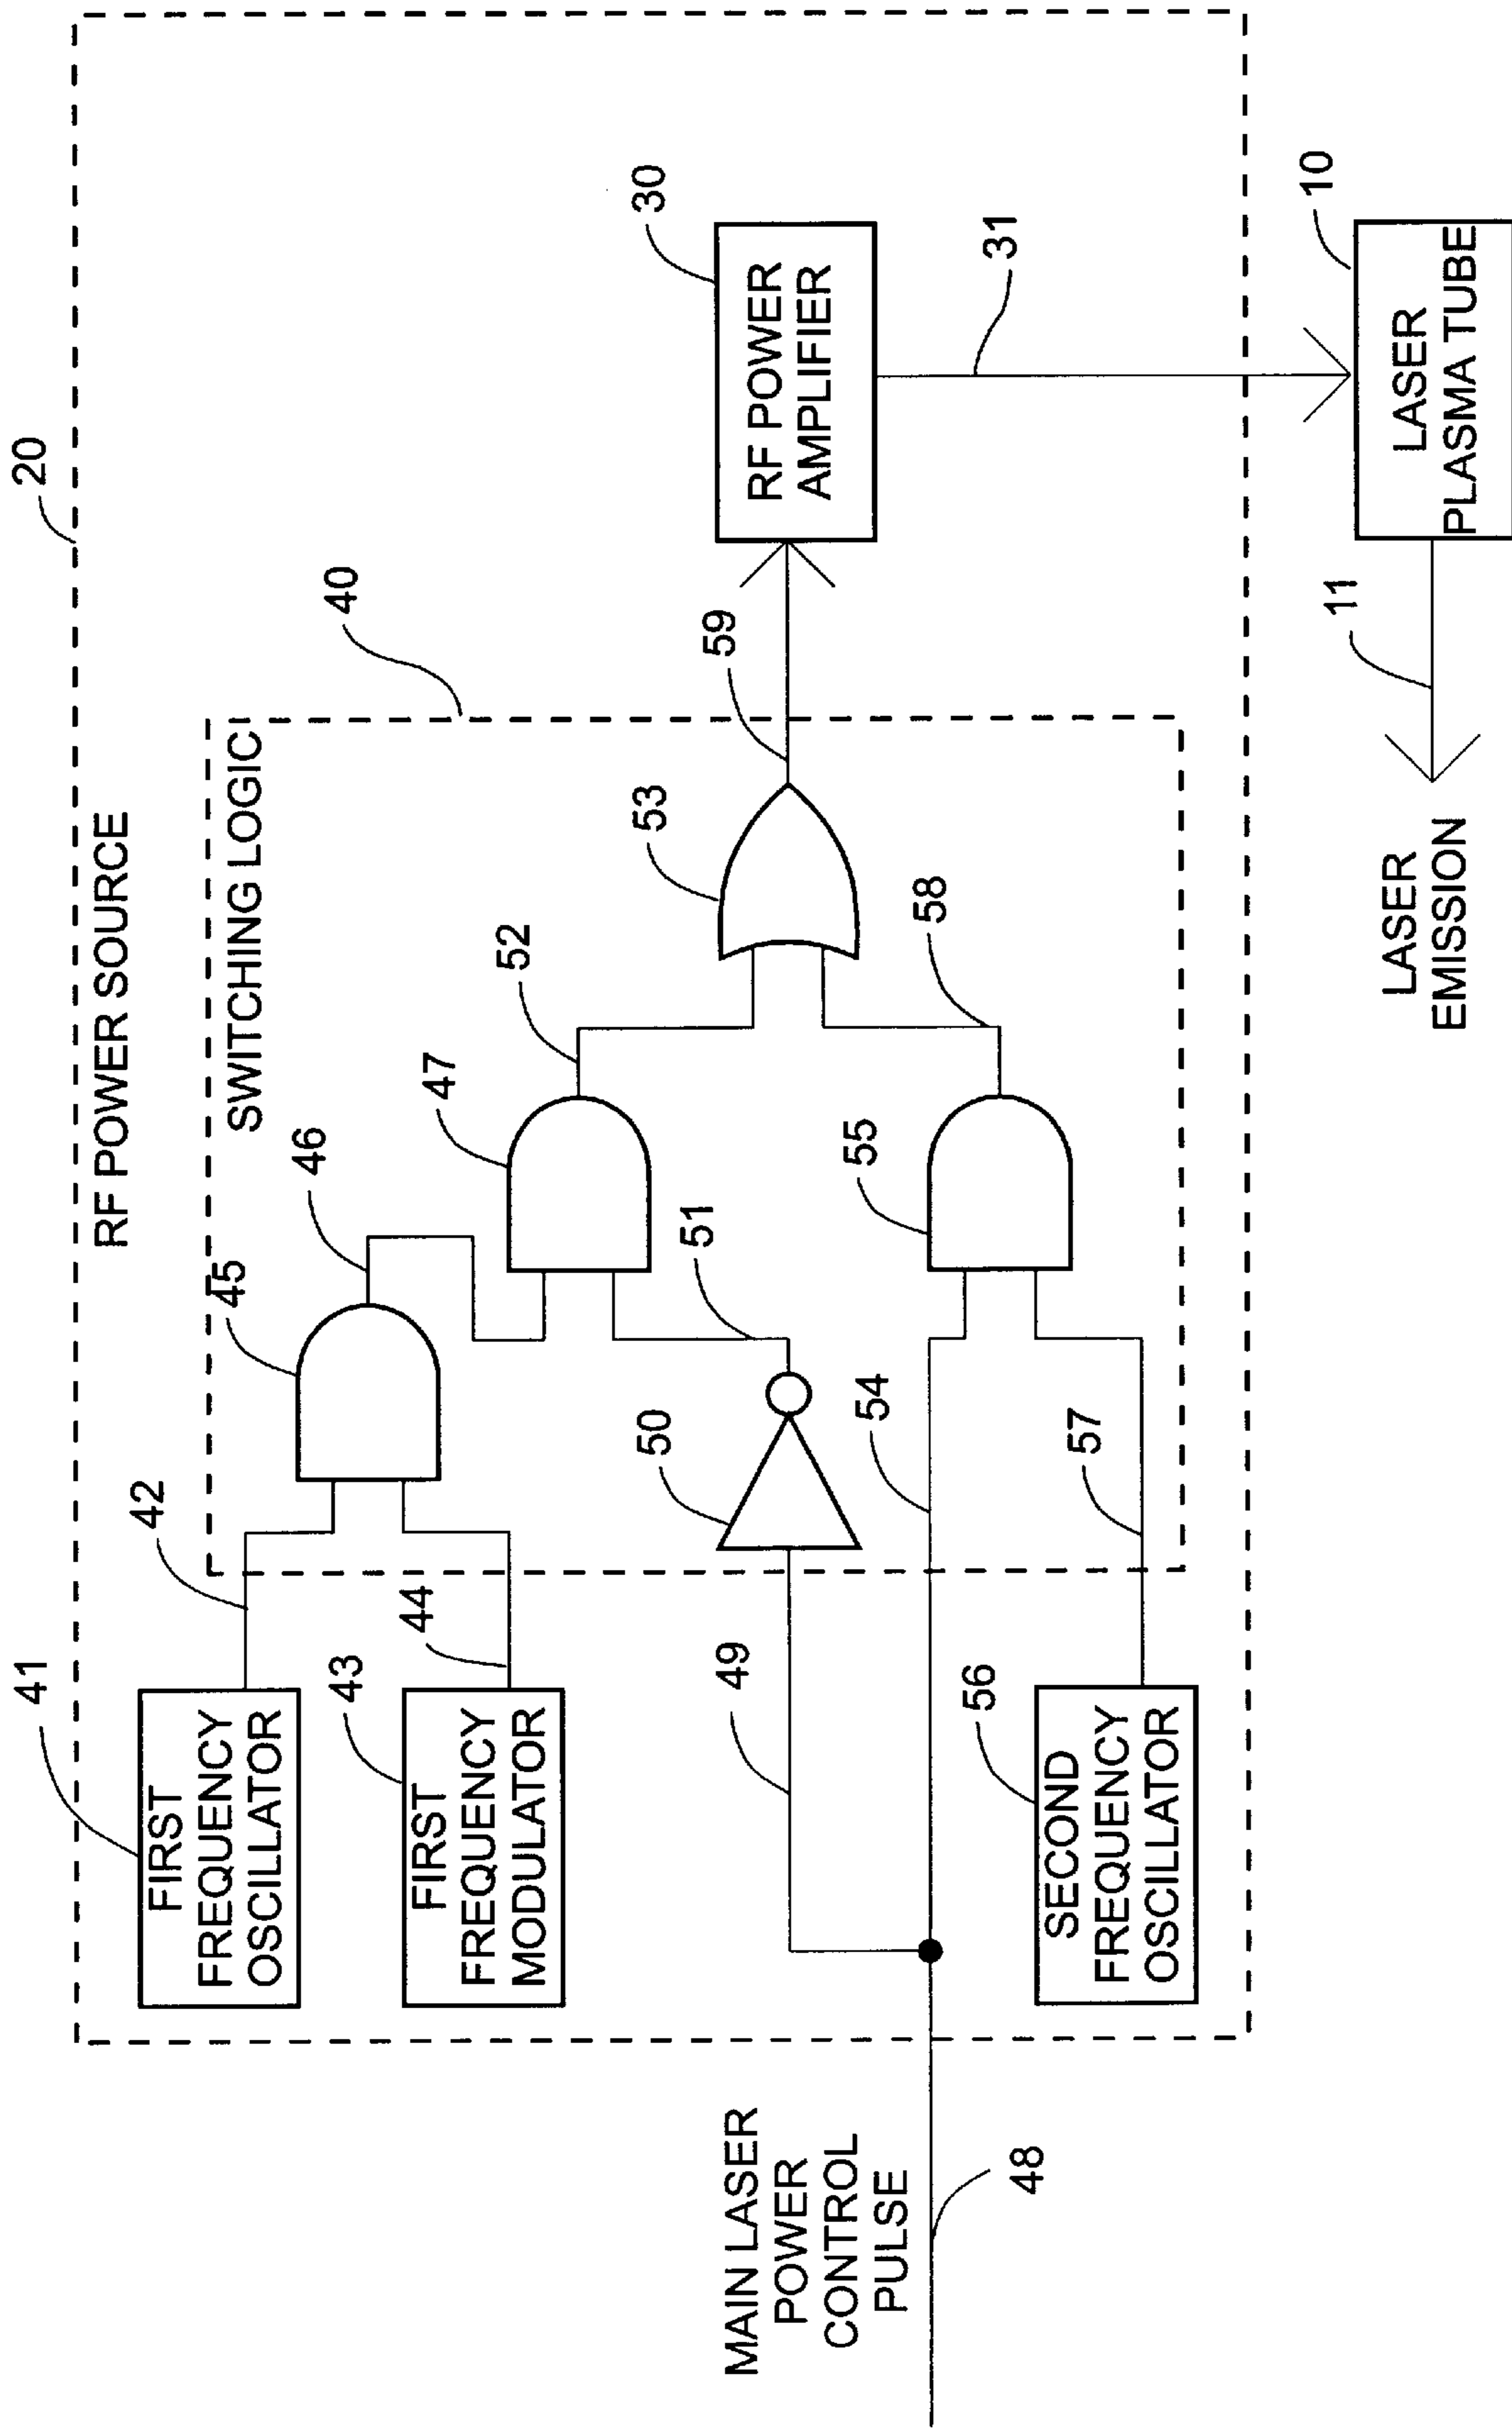 20
RF POWER SOURCE
40
SWITCHING LOGIC
41
FIRST
FREQUENCY
OSCILLATOR
42
45
46
43
FIRST
FREQUENCY
MODULATOR
44
47
52
53
59
30
RF POWER
AMPLIFIER
31
50
51
49
MAIN LASER
POWER
CONTROL
PULSE
48
54
55
58
56
SECOND
FREQUENCY
OSCILLATOR
57
10
LASER
PLASMA TUBE
11
LASER
EMISSION